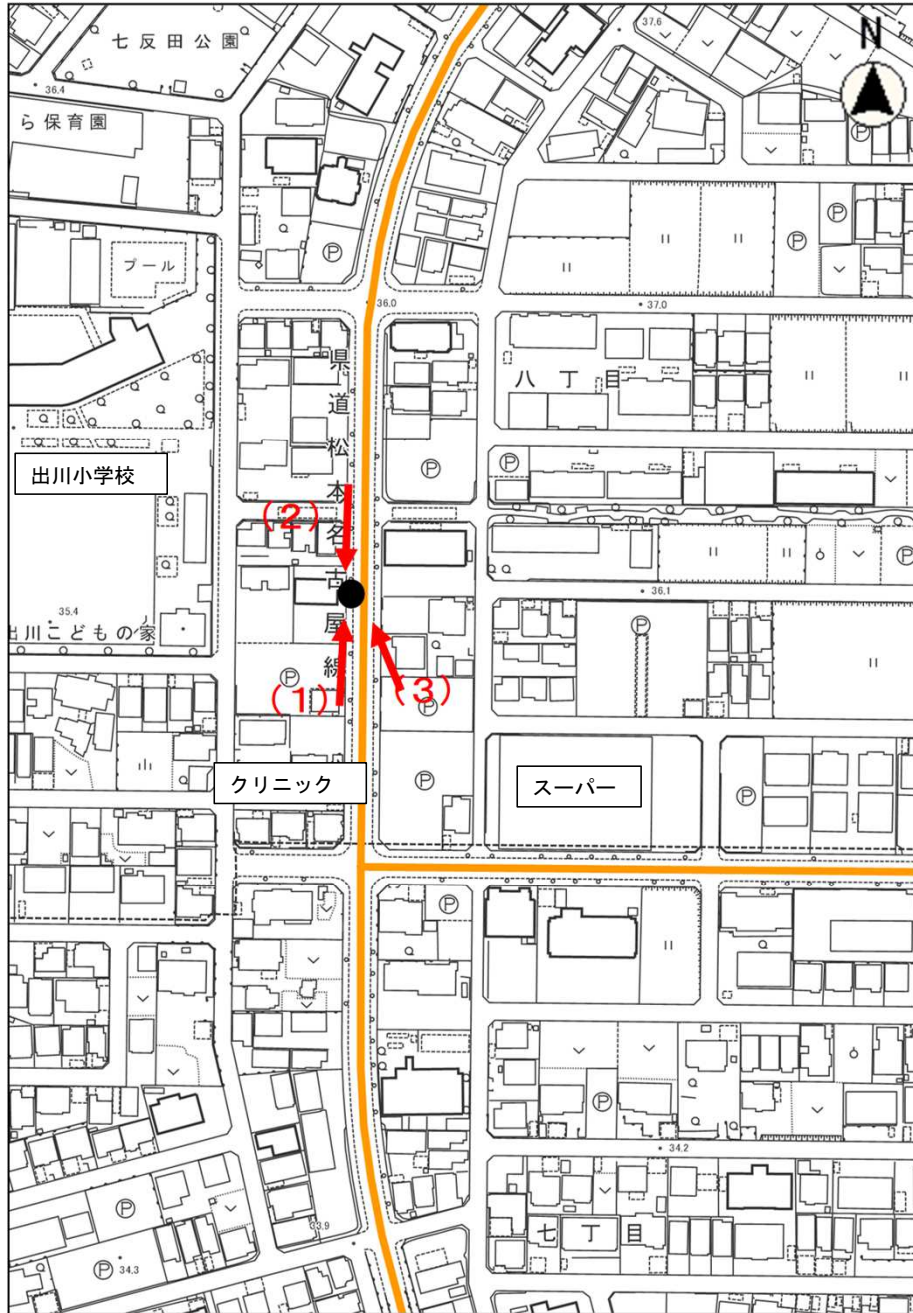 七反田公園
37.6
N
36.4
ら保育園
Ⓟ
Ⓟ
プール
Ⓟ
Ⓟ
36.0
37.0
県道松本名古屋線
八丁目
Ⓟ
Ⓟ
出川小学校
(2)
Ⓟ
36.1
35.4
出川こどもの家
Ⓟ
Ⓟ
(1)
(3)
Ⓟ
Ⓟ
クリニック
スーパー
Ⓟ
Ⓟ
Ⓟ
34.2
Ⓟ
33.9
七丁目
Ⓟ 34.3